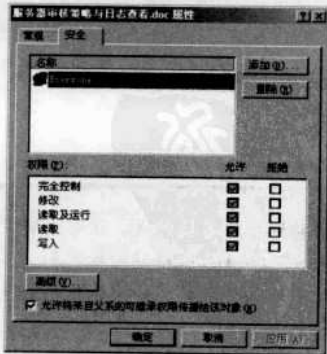 服务器审核策略与日志查看.doc 属性
常规 安全
名称 添加(D)...
Everyone 删除(R)
权限(P): 允许 拒绝
完全控制
修改
读取及运行
读取
写入
高级(V)...
允许将来自父系的可继承权限传播给该对象(H)
确定 取消 应用(A)